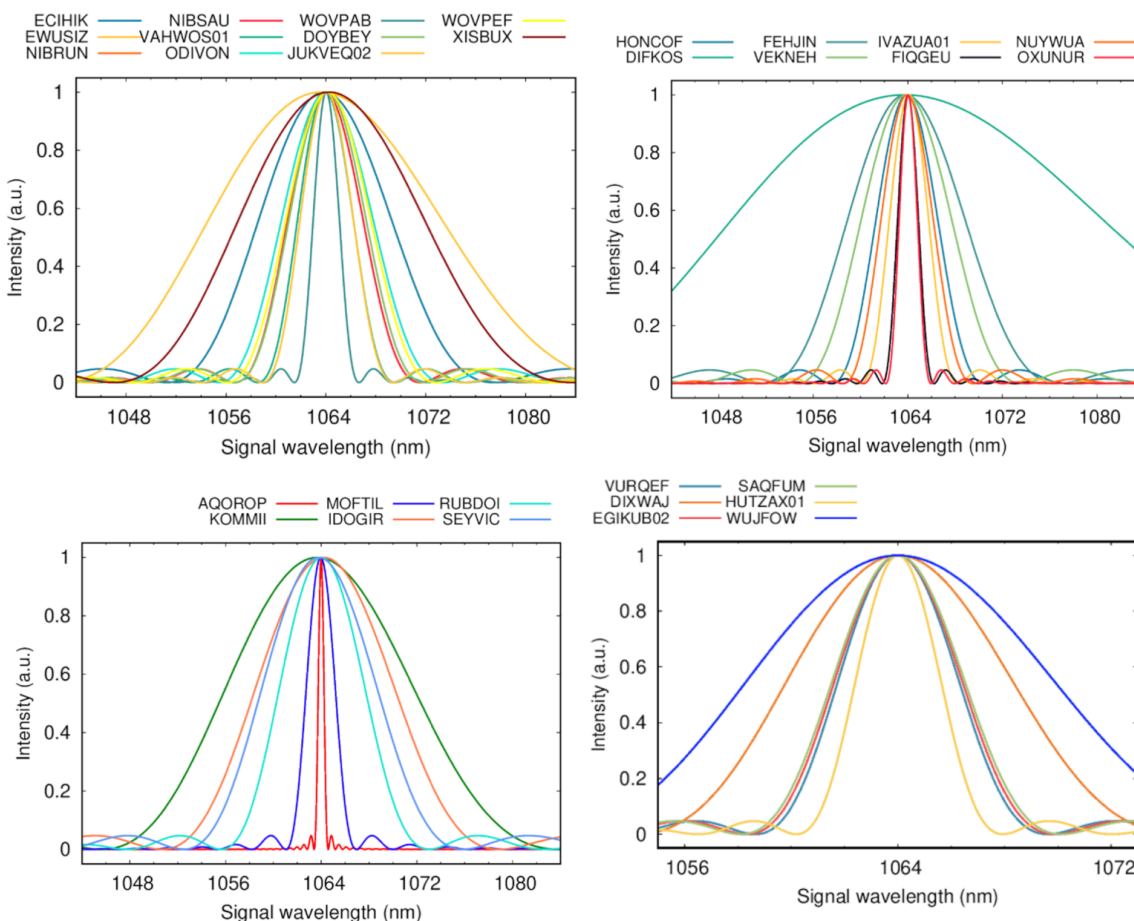 ECIHIK NIBSAU WOVPAB WOVPEF
EWUSIZ VAHWOS01 DOYBEY XISBUX
NIBRUN ODIVON JUKVEQ02
1
0.8
0.6
0.4
0.2
0
Intensity (a.u.)
1048 1056 1064 1072 1080
Signal wavelength (nm)
HONCOF FEHJIN IVAZUA01 NUYWUA
DIFKOS VEKNEH FIQGEU OXUNUR
1
0.8
0.6
0.4
0.2
0
Intensity (a.u.)
1048 1056 1064 1072 1080
Signal wavelength (nm)
AQOROP MOFTIL RUBDOI
KOMMII IDOGIR SEYVIC
1
0.8
0.6
0.4
0.2
0
Intensity (a.u.)
1048 1056 1064 1072 1080
Signal wavelength (nm)
VURQEF SAQFUM
DIXWAJ HUTZAX01
EGIKUB02 WUJFOW
1
0.8
0.6
0.4
0.2
0
Intensity (a.u.)
1056 1064 1072
Signal wavelength (nm)